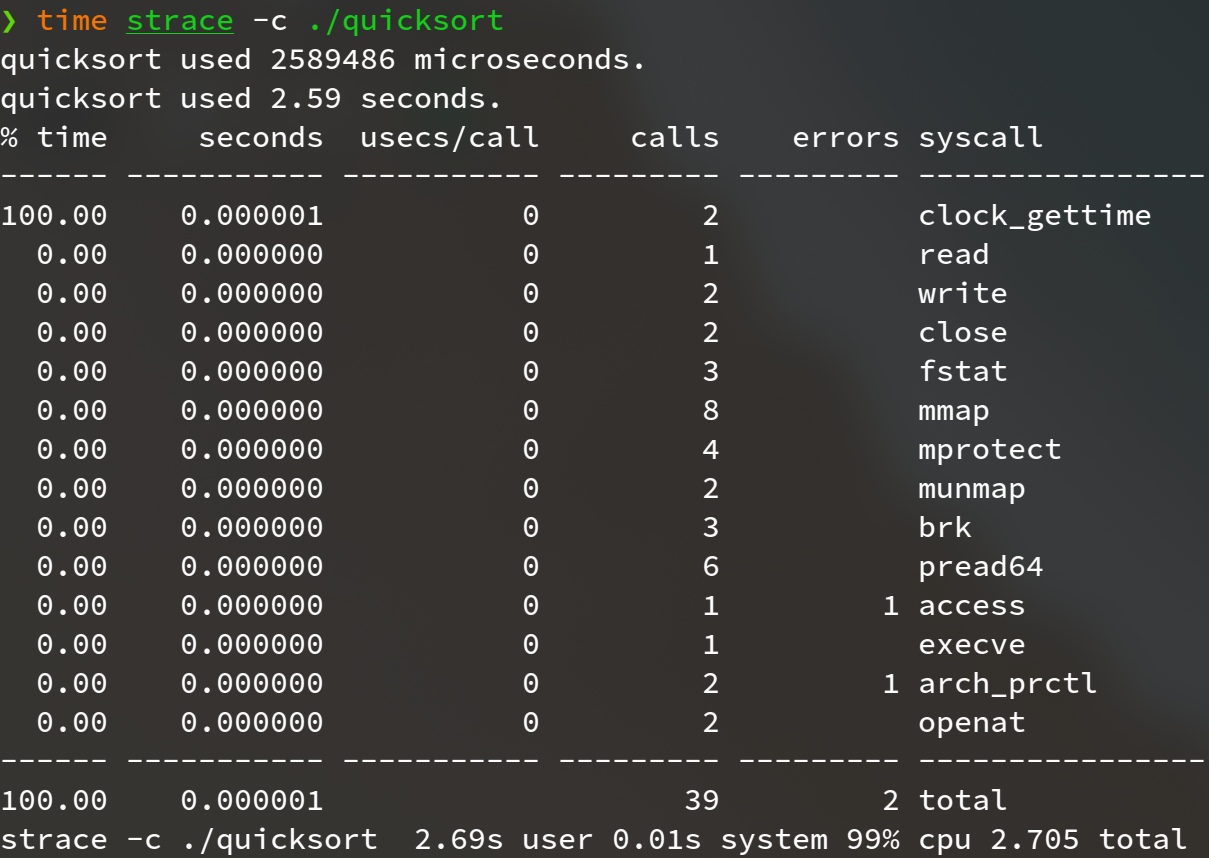 ❯ time strace -c ./quicksort
quicksort used 2589486 microseconds.
quicksort used 2.59 seconds.
% time     seconds  usecs/call     calls    errors syscall
------ ----------- ----------- --------- --------- ----------------
100.00    0.000001           0         2           clock_gettime
  0.00    0.000000           0         1           read
  0.00    0.000000           0         2           write
  0.00    0.000000           0         2           close
  0.00    0.000000           0         3           fstat
  0.00    0.000000           0         8           mmap
  0.00    0.000000           0         4           mprotect
  0.00    0.000000           0         2           munmap
  0.00    0.000000           0         3           brk
  0.00    0.000000           0         6           pread64
  0.00    0.000000           0         1         1 access
  0.00    0.000000           0         1           execve
  0.00    0.000000           0         2         1 arch_prctl
  0.00    0.000000           0         2           openat
------ ----------- ----------- --------- --------- ----------------
100.00    0.000001                    39         2 total
strace -c ./quicksort  2.69s user 0.01s system 99% cpu 2.705 total